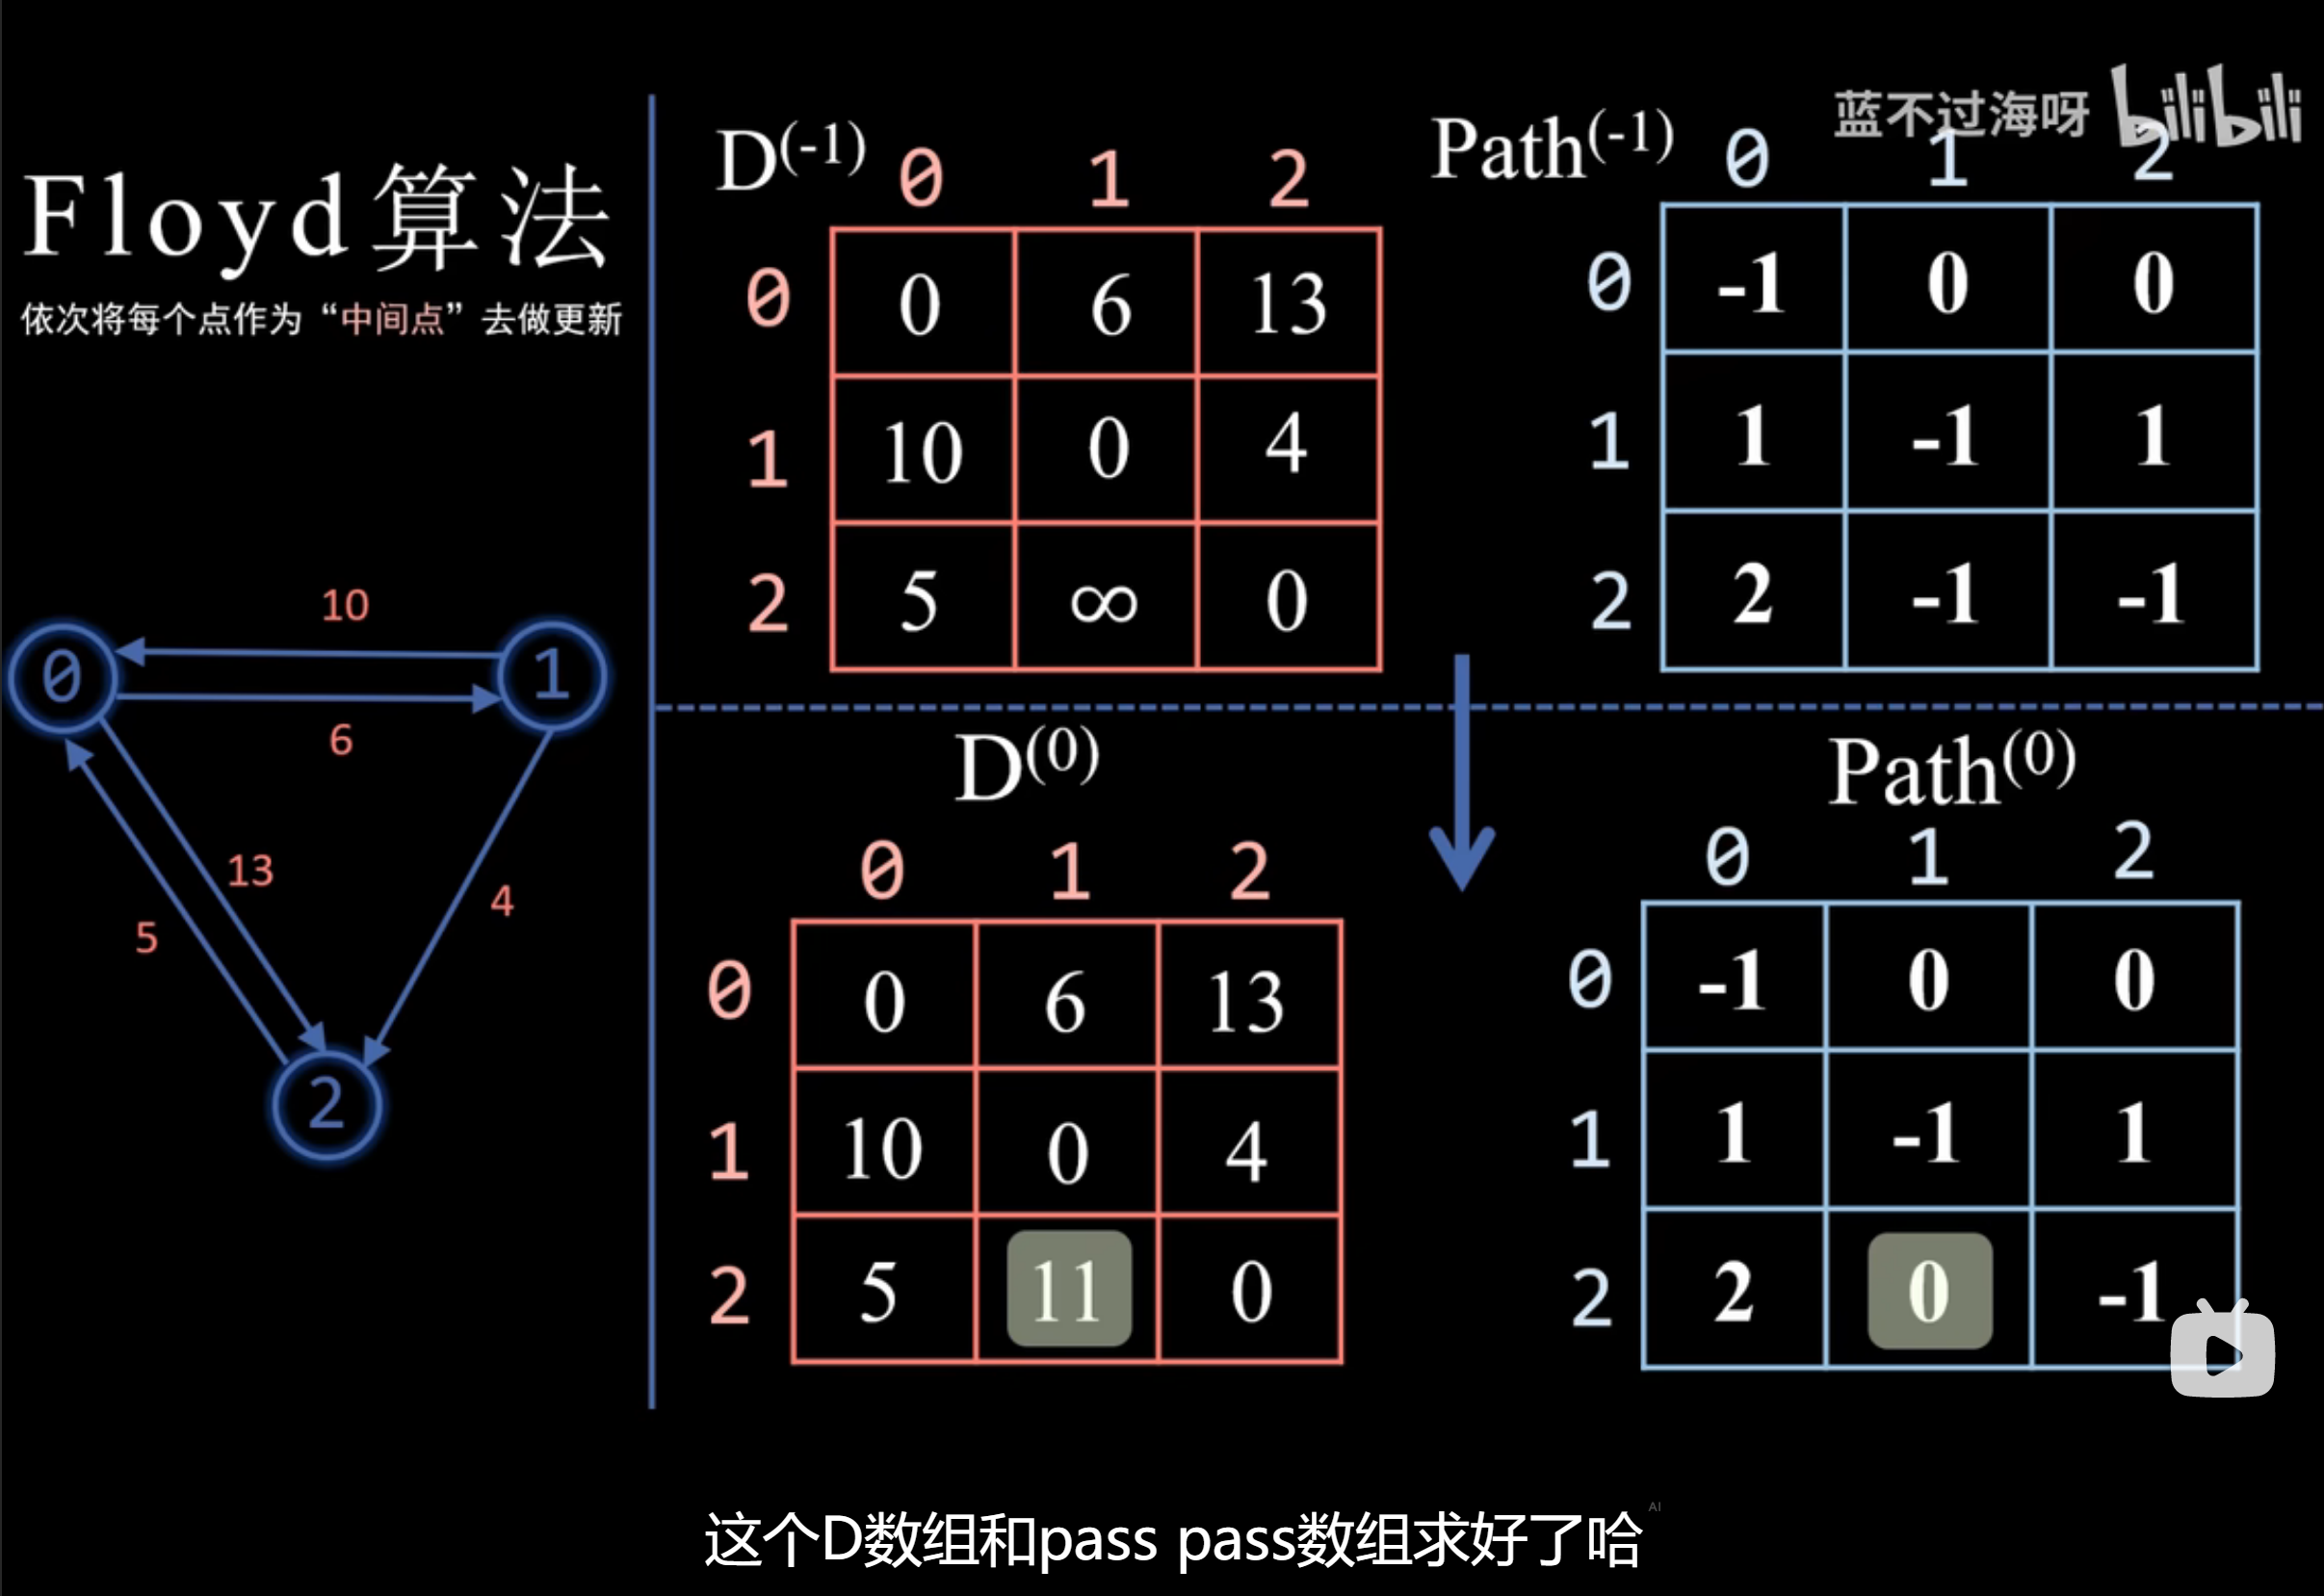 蓝不过海呀 bilibili
Floyd算法
依次将每个点作为“中间点”去做更新
10
0 1
6
13
5 4
2
D(-1) 0 1 2
0 0 6 13
1 10 0 4
2 5 ∞ 0
Path(-1) 0 1 2
0 -1 0 0
1 1 -1 1
2 2 -1 -1
D(0)
0 1 2
0 0 6 13
1 10 0 4
2 5 11 0
Path(0)
0 1 2
0 -1 0 0
1 1 -1 1
2 2 0 -1
这个D数组和pass pass数组求好了哈
AI